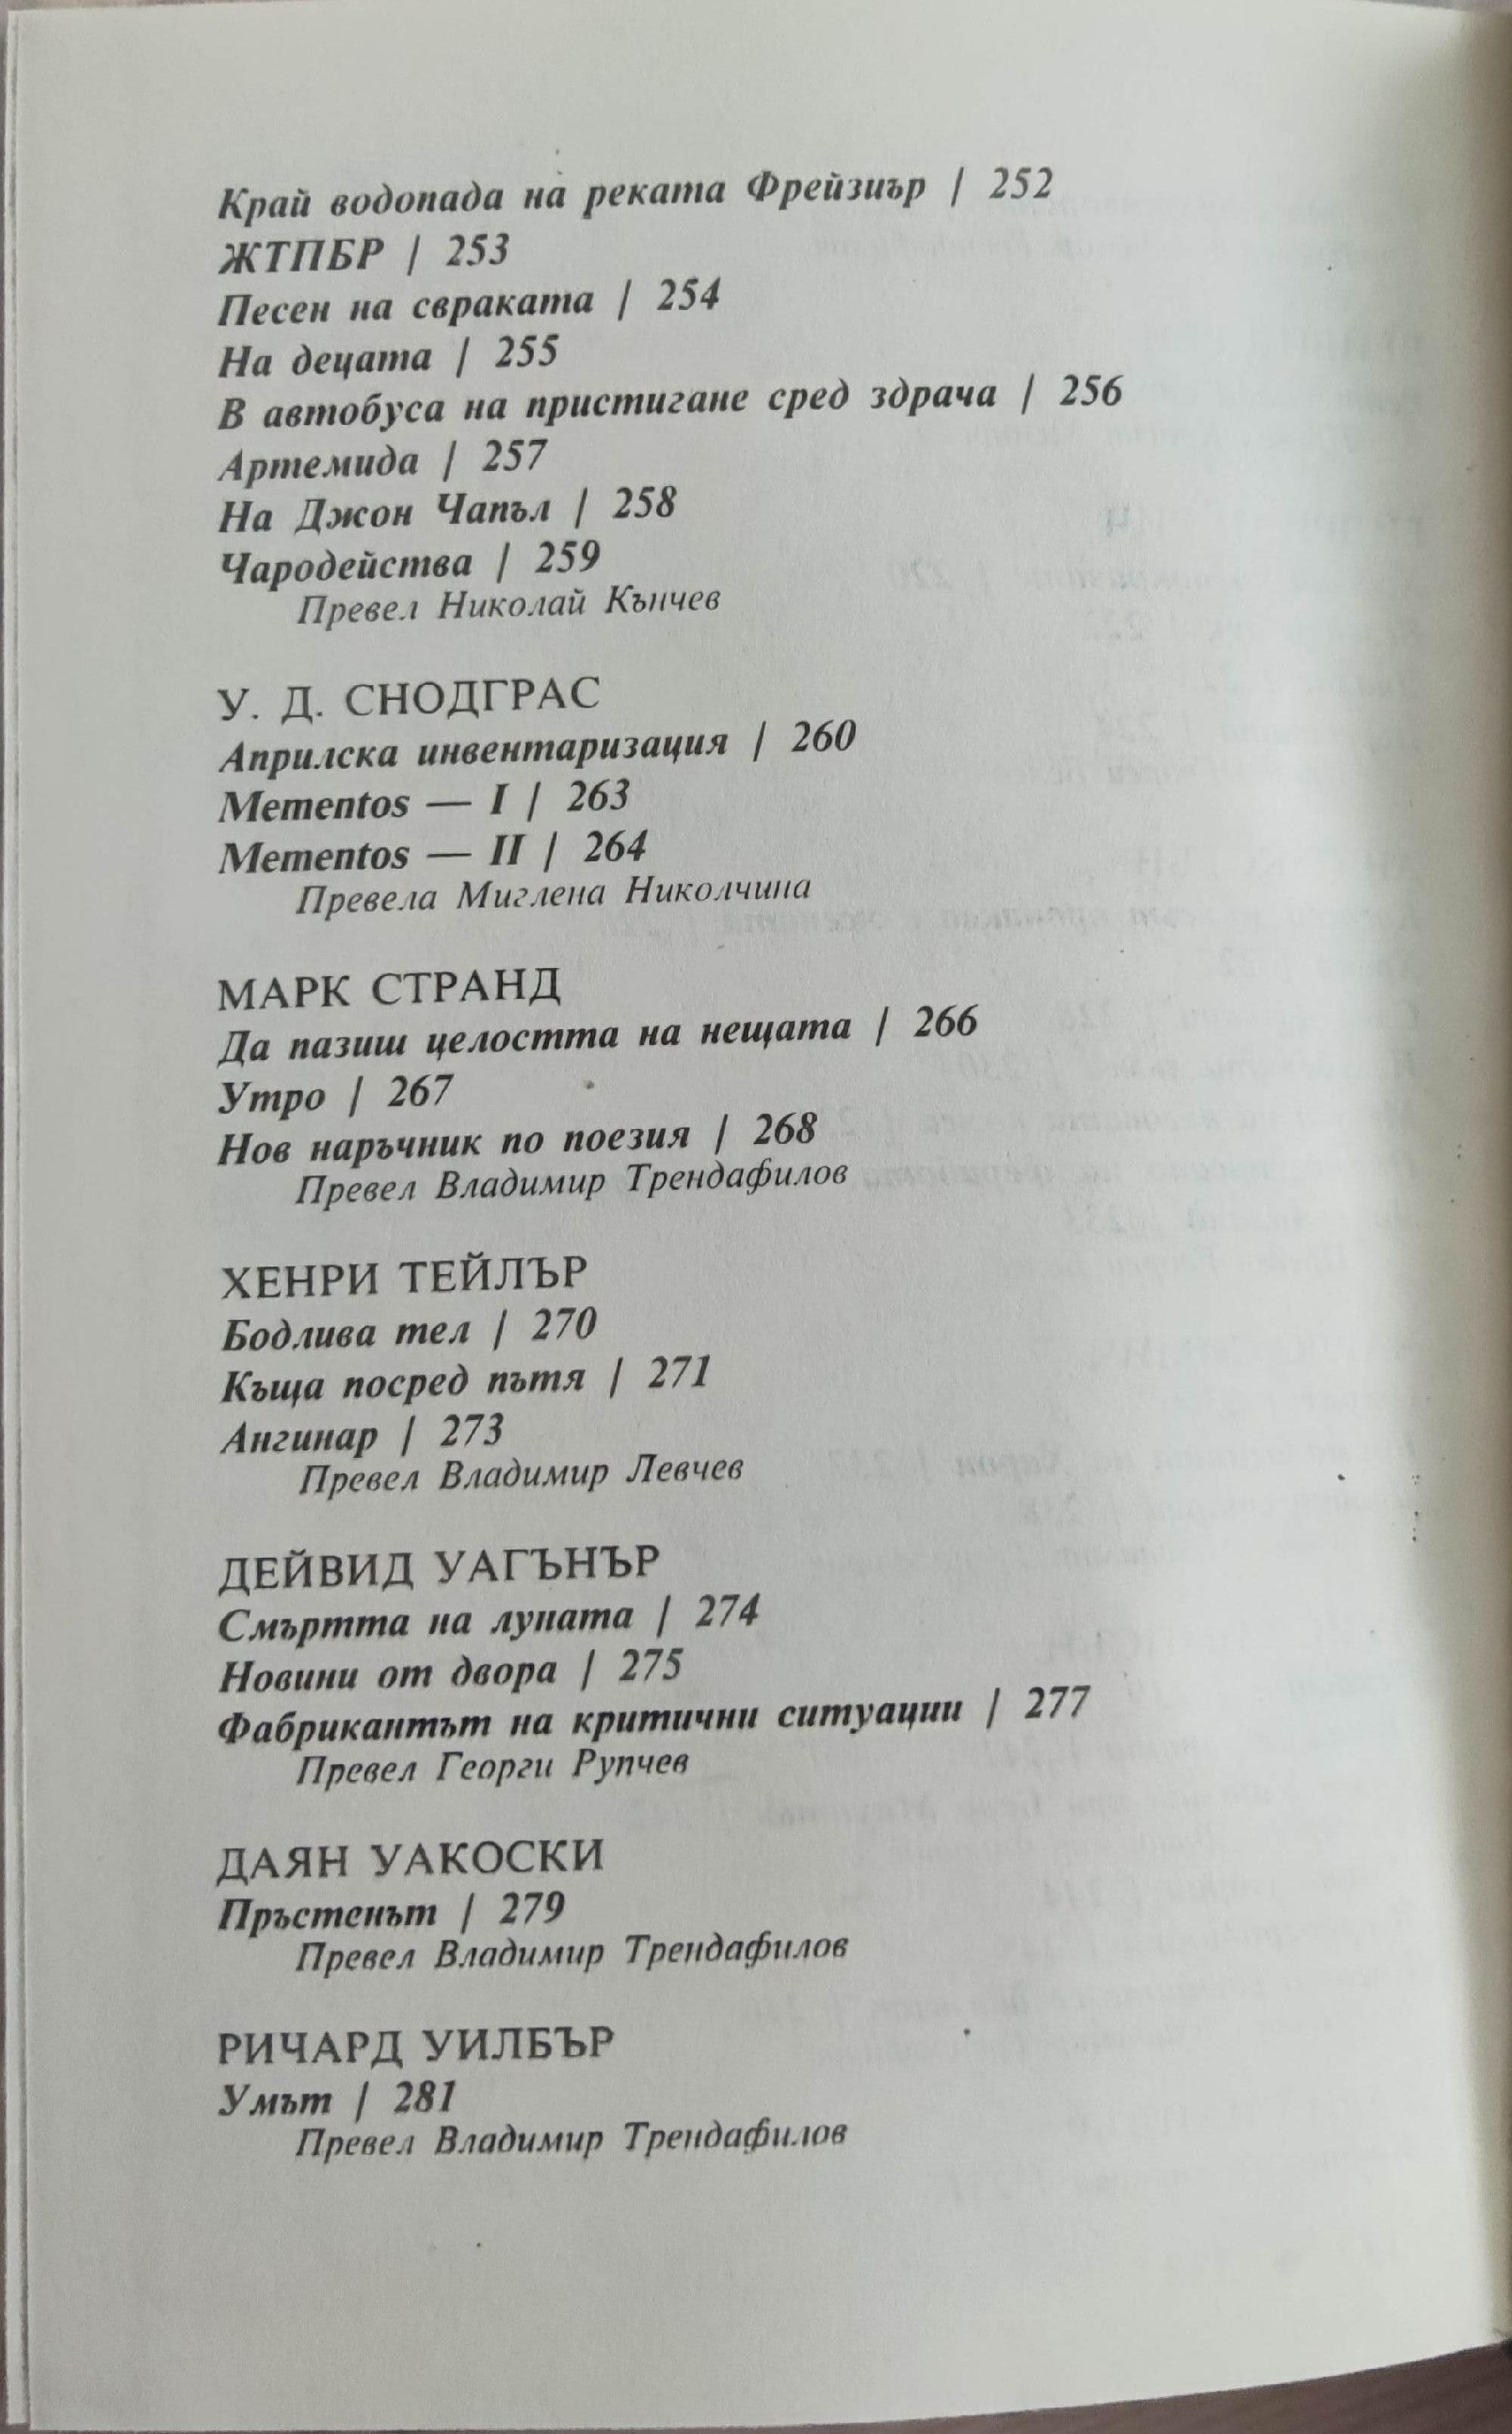 Край водопада на реката Фрейзиър | 252
ЖТПБР | 253
Песен на свраката | 254
На децата | 255
В автобуса на пристигане сред здрача | 256
Артемида | 257
На Джон Чапъл | 258
Чародейства | 259
Превел Николай Кънчев
У. Д. СНОДГРАС
Априлска инвентаризация | 260
Mementos — I | 263
Mementos — II | 264
Превела Миглена Николчина
МАРК СТРАНД
Да пазиш целостта на нещата | 266
Утро | 267
Нов наръчник по поезия | 268
Превел Владимир Трендафилов
ХЕНРИ ТЕЙЛЪР
Бодлива тел | 270
Къща посред пътя | 271
Ангинар | 273
Превел Владимир Левчев
ДЕЙВИД УАГЪНЪР
Смъртта на луната | 274
Новини от двора | 275
Фабрикантът на критични ситуации | 277
Превел Георги Рупчев
ДАЯН УАКОСКИ
Пръстенът | 279
Превел Владимир Трендафилов
РИЧАРД УИЛБЪР
Умът | 281
Превел Владимир Трендафилов